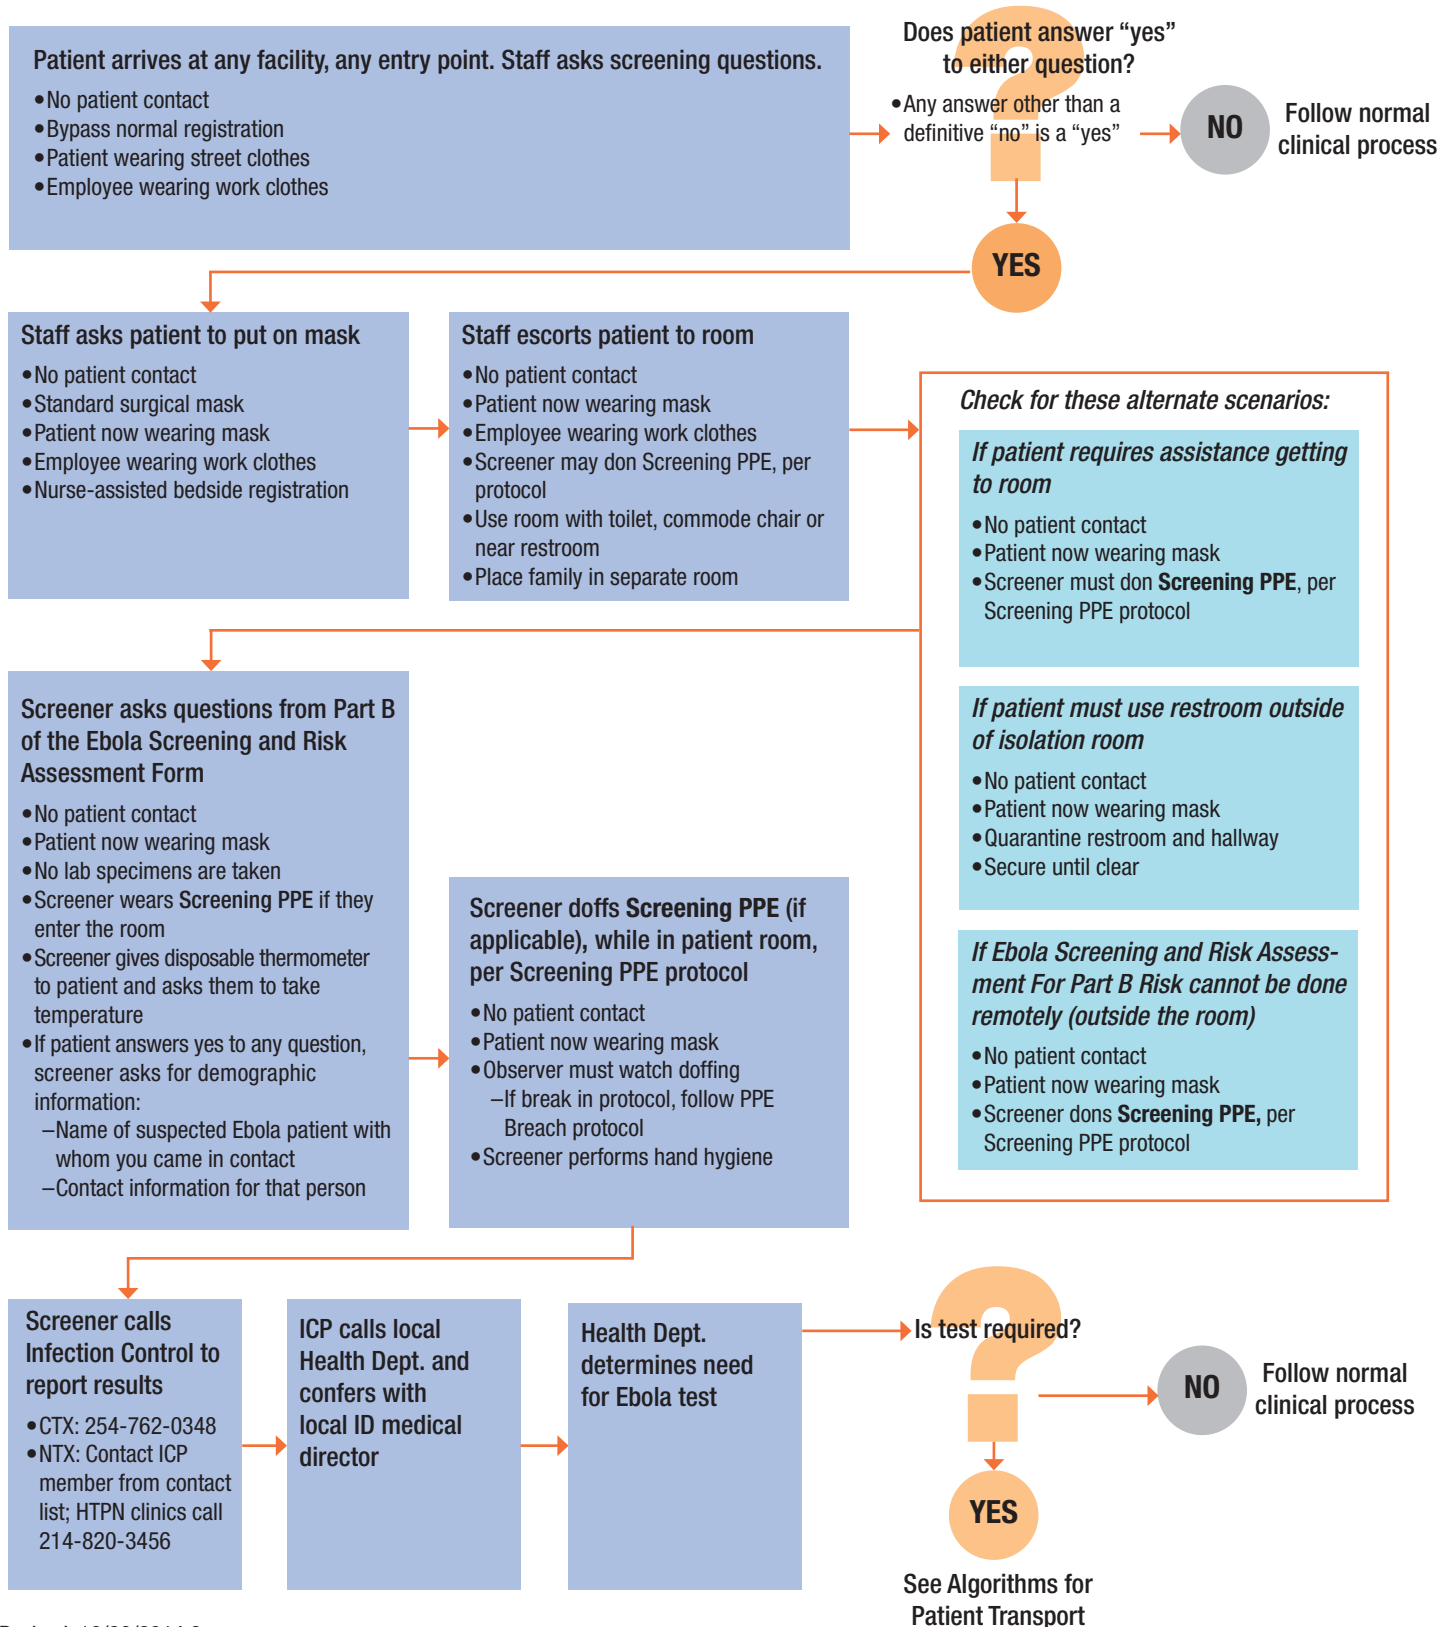 Patient arrives at any facility, any entry point. Staff asks screening questions.
•No patient contact
•Bypass normal registration
•Patient wearing street clothes
•Employee wearing work clothes
Does patient answer “yes”
to either question?
•Any answer other than a
definitive “no” is a “yes”
NO
Follow normal
clinical process
YES
Staff asks patient to put on mask
•No patient contact
•Standard surgical mask
•Patient now wearing mask
•Employee wearing work clothes
•Nurse-assisted bedside registration
Staff escorts patient to room
•No patient contact
•Patient now wearing mask
•Employee wearing work clothes
•Screener may don Screening PPE, per
protocol
•Use room with toilet, commode chair or
near restroom
•Place family in separate room
Check for these alternate scenarios:
If patient requires assistance getting
to room
•No patient contact
•Patient now wearing mask
•Screener must don Screening PPE, per
Screening PPE protocol
If patient must use restroom outside
of isolation room
•No patient contact
•Patient now wearing mask
•Quarantine restroom and hallway
•Secure until clear
If Ebola Screening and Risk Assess-
ment For Part B Risk cannot be done
remotely (outside the room)
•No patient contact
•Patient now wearing mask
•Screener dons Screening PPE, per
Screening PPE protocol
Screener asks questions from Part B
of the Ebola Screening and Risk
Assessment Form
•No patient contact
•Patient now wearing mask
•No lab specimens are taken
•Screener wears Screening PPE if they
enter the room
•Screener gives disposable thermometer
to patient and asks them to take
temperature
•If patient answers yes to any question,
screener asks for demographic
information:
–Name of suspected Ebola patient with
whom you came in contact
–Contact information for that person
Screener doffs Screening PPE (if
applicable), while in patient room,
per Screening PPE protocol
•No patient contact
•Patient now wearing mask
•Observer must watch doffing
–If break in protocol, follow PPE
Breach protocol
•Screener performs hand hygiene
Screener calls
Infection Control to
report results
•CTX: 254-762-0348
•NTX: Contact ICP
member from contact
list; HTPN clinics call
214-820-3456
ICP calls local
Health Dept. and
confers with
local ID medical
director
Health Dept.
determines need
for Ebola test
?
Is test required?
NO
Follow normal
clinical process
YES
See Algorithms for
Patient Transport